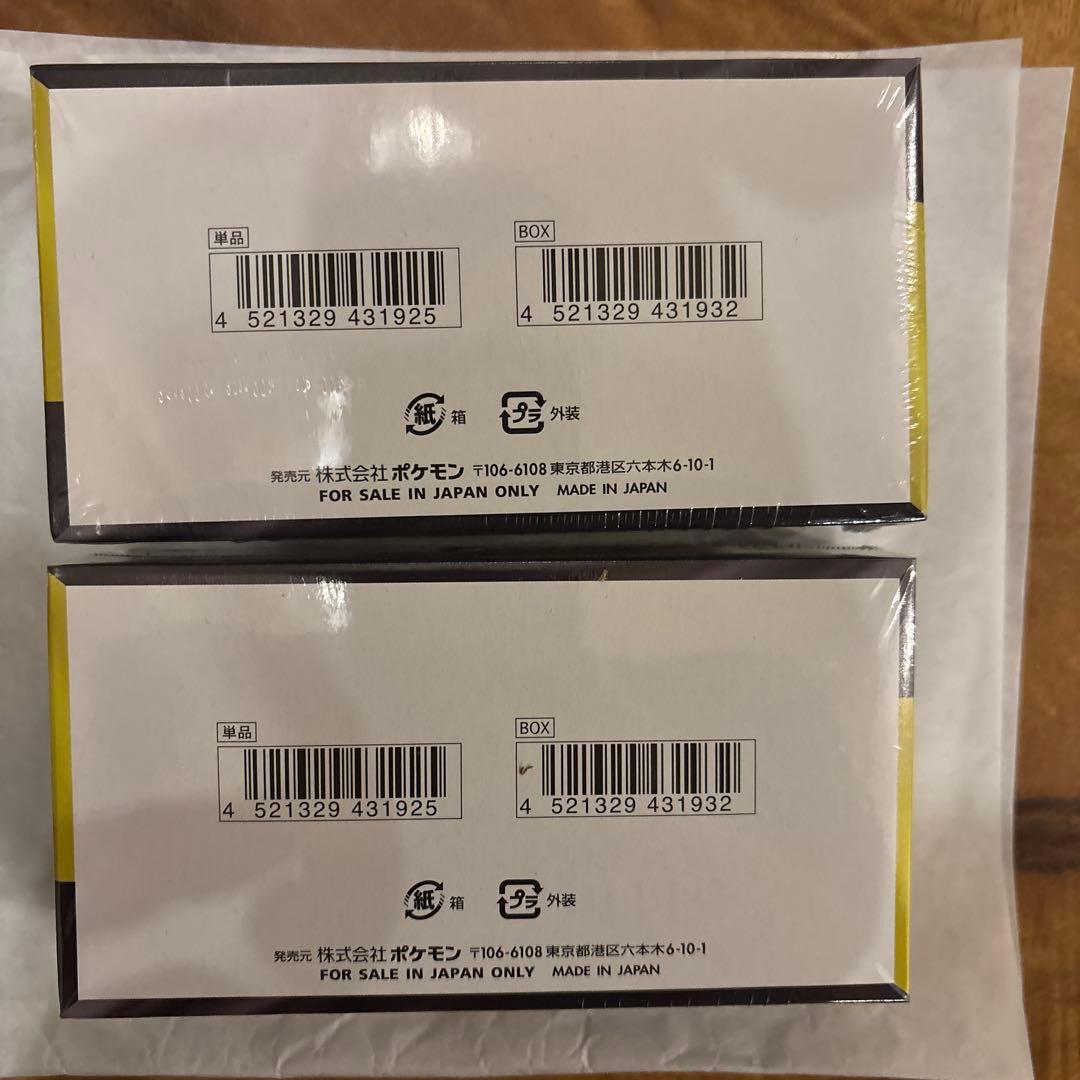 単品
BOX
4 521329 431925
4 521329 431932
紙 箱
プラ 外装
発売元 株式会社 ポケモン 〒106-6108 東京都港区六本木6-10-1
FOR SALE IN JAPAN ONLY MADE IN JAPAN
単品
BOX
4 521329 431925
4 521329 431932
紙 箱
プラ 外装
発売元 株式会社 ポケモン 〒106-6108 東京都港区六本木6-10-1
FOR SALE IN JAPAN ONLY MADE IN JAPAN